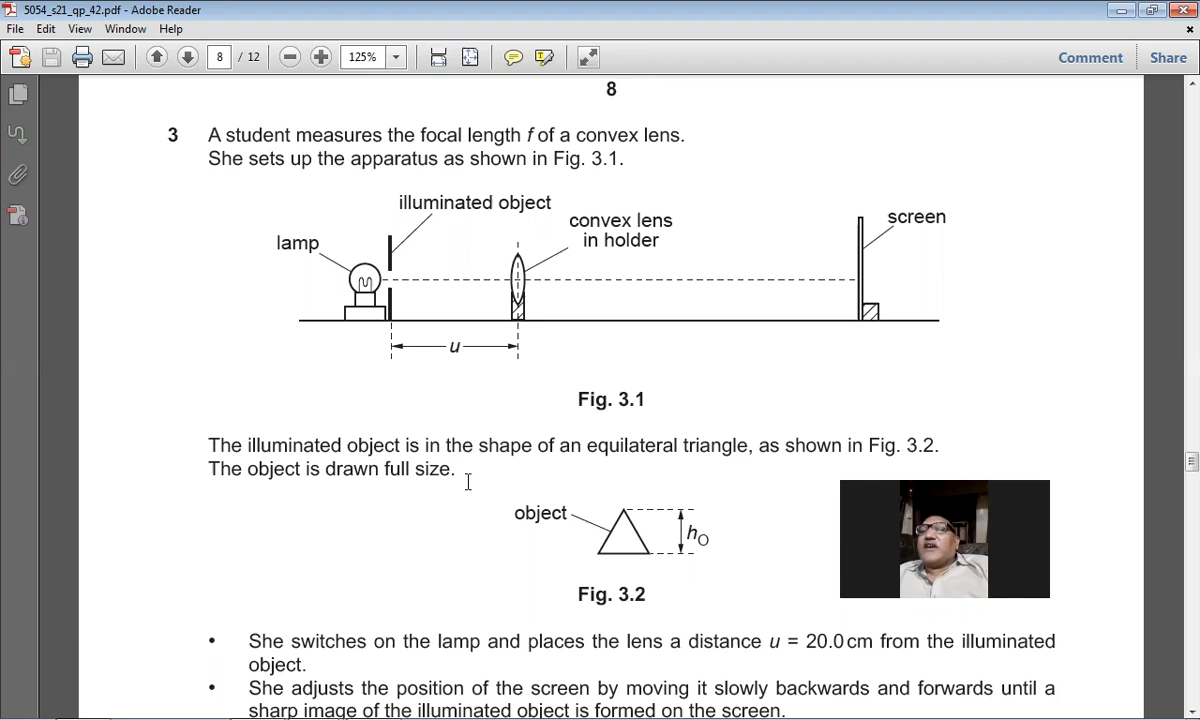 5054_s21_qp_42.pdf - Adobe Reader
File Edit View Window Help
8 / 12 125% Comment Share
8
3 A student measures the focal length f of a convex lens.
She sets up the apparatus as shown in Fig. 3.1.
illuminated object
convex lens
in holder
screen
lamp
u
Fig. 3.1
The illuminated object is in the shape of an equilateral triangle, as shown in Fig. 3.2.
The object is drawn full size.
object
hO
Fig. 3.2
• She switches on the lamp and places the lens a distance u = 20.0 cm from the illuminated
object.
• She adjusts the position of the screen by moving it slowly backwards and forwards until a
sharp image of the illuminated object is formed on the screen.